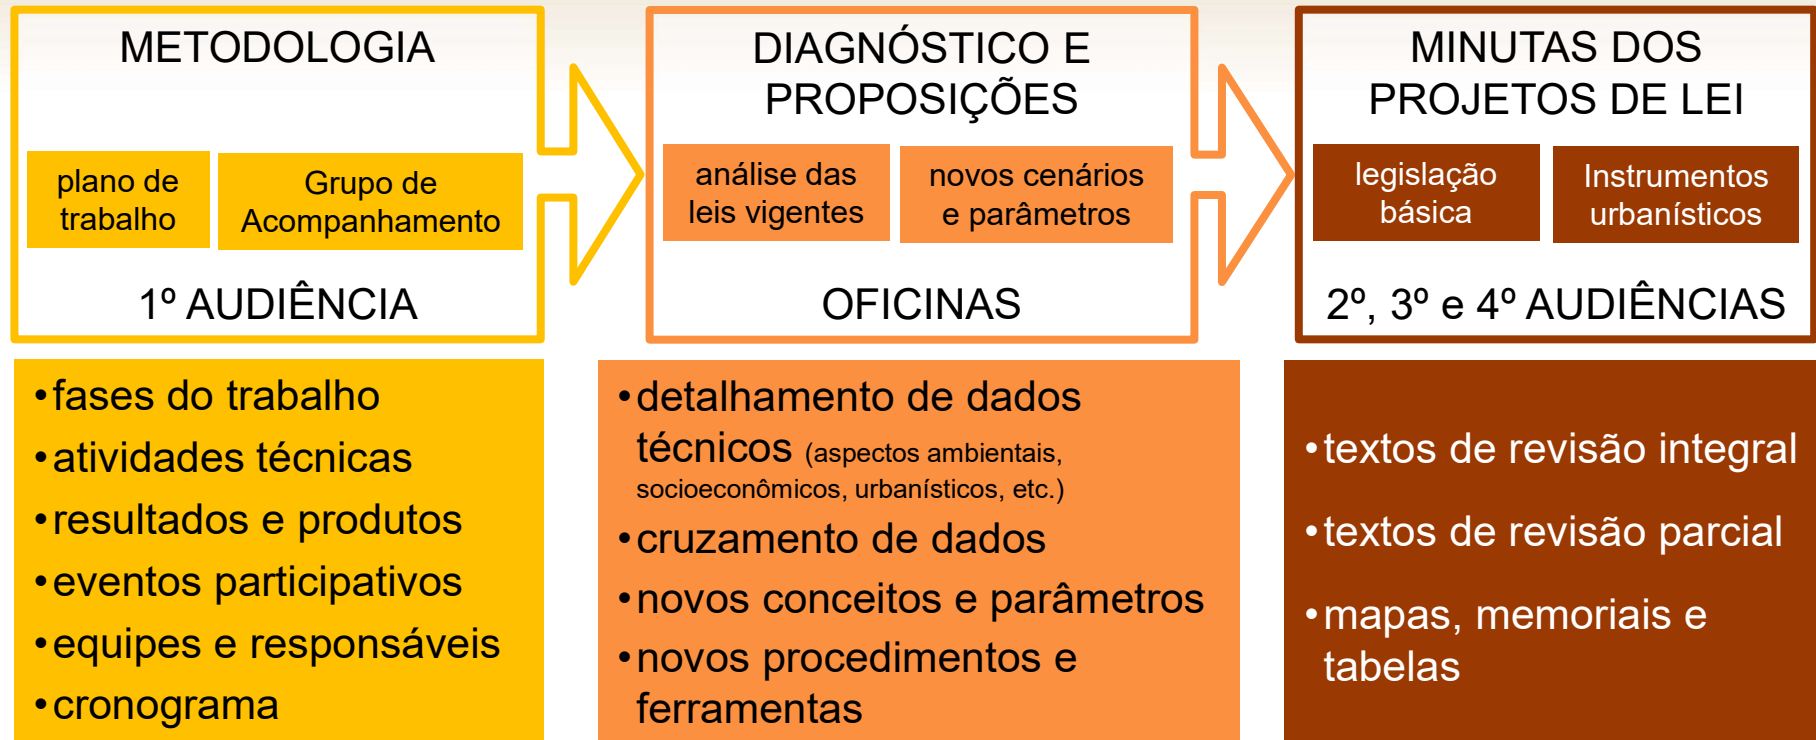 METODOLOGIA
plano de
trabalho
Grupo de
Acompanhamento
1º AUDIÊNCIA
DIAGNÓSTICO E
PROPOSIÇÕES
análise das
leis vigentes
novos cenários
e parâmetros
OFICINAS
MINUTAS DOS
PROJETOS DE LEI
legislação
básica
Instrumentos
urbanísticos
2º, 3º e 4º AUDIÊNCIAS
•fases do trabalho
•atividades técnicas
•resultados e produtos
•eventos participativos
•equipes e responsáveis
•cronograma
•detalhamento de dados
técnicos (aspectos ambientais,
socioeconômicos, urbanísticos, etc.)
•cruzamento de dados
•novos conceitos e parâmetros
•novos procedimentos e
ferramentas
•textos de revisão integral
•textos de revisão parcial
•mapas, memoriais e
tabelas